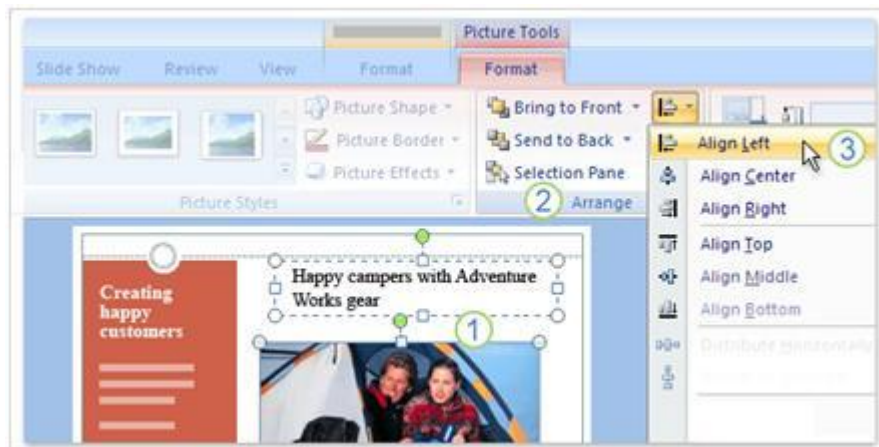 Picture Tools
Slide Show Review View Format Format
Picture Shape
Picture Border
Picture Effects
Picture Styles
Bring to Front
Send to Back
Selection Pane
2 Arrange
Align Left 3
Align Center
Align Right
Align Top
Align Middle
Align Bottom
Distribute Horizontally
Creating
happy
customers
Happy campers with Adventure
Works gear
1